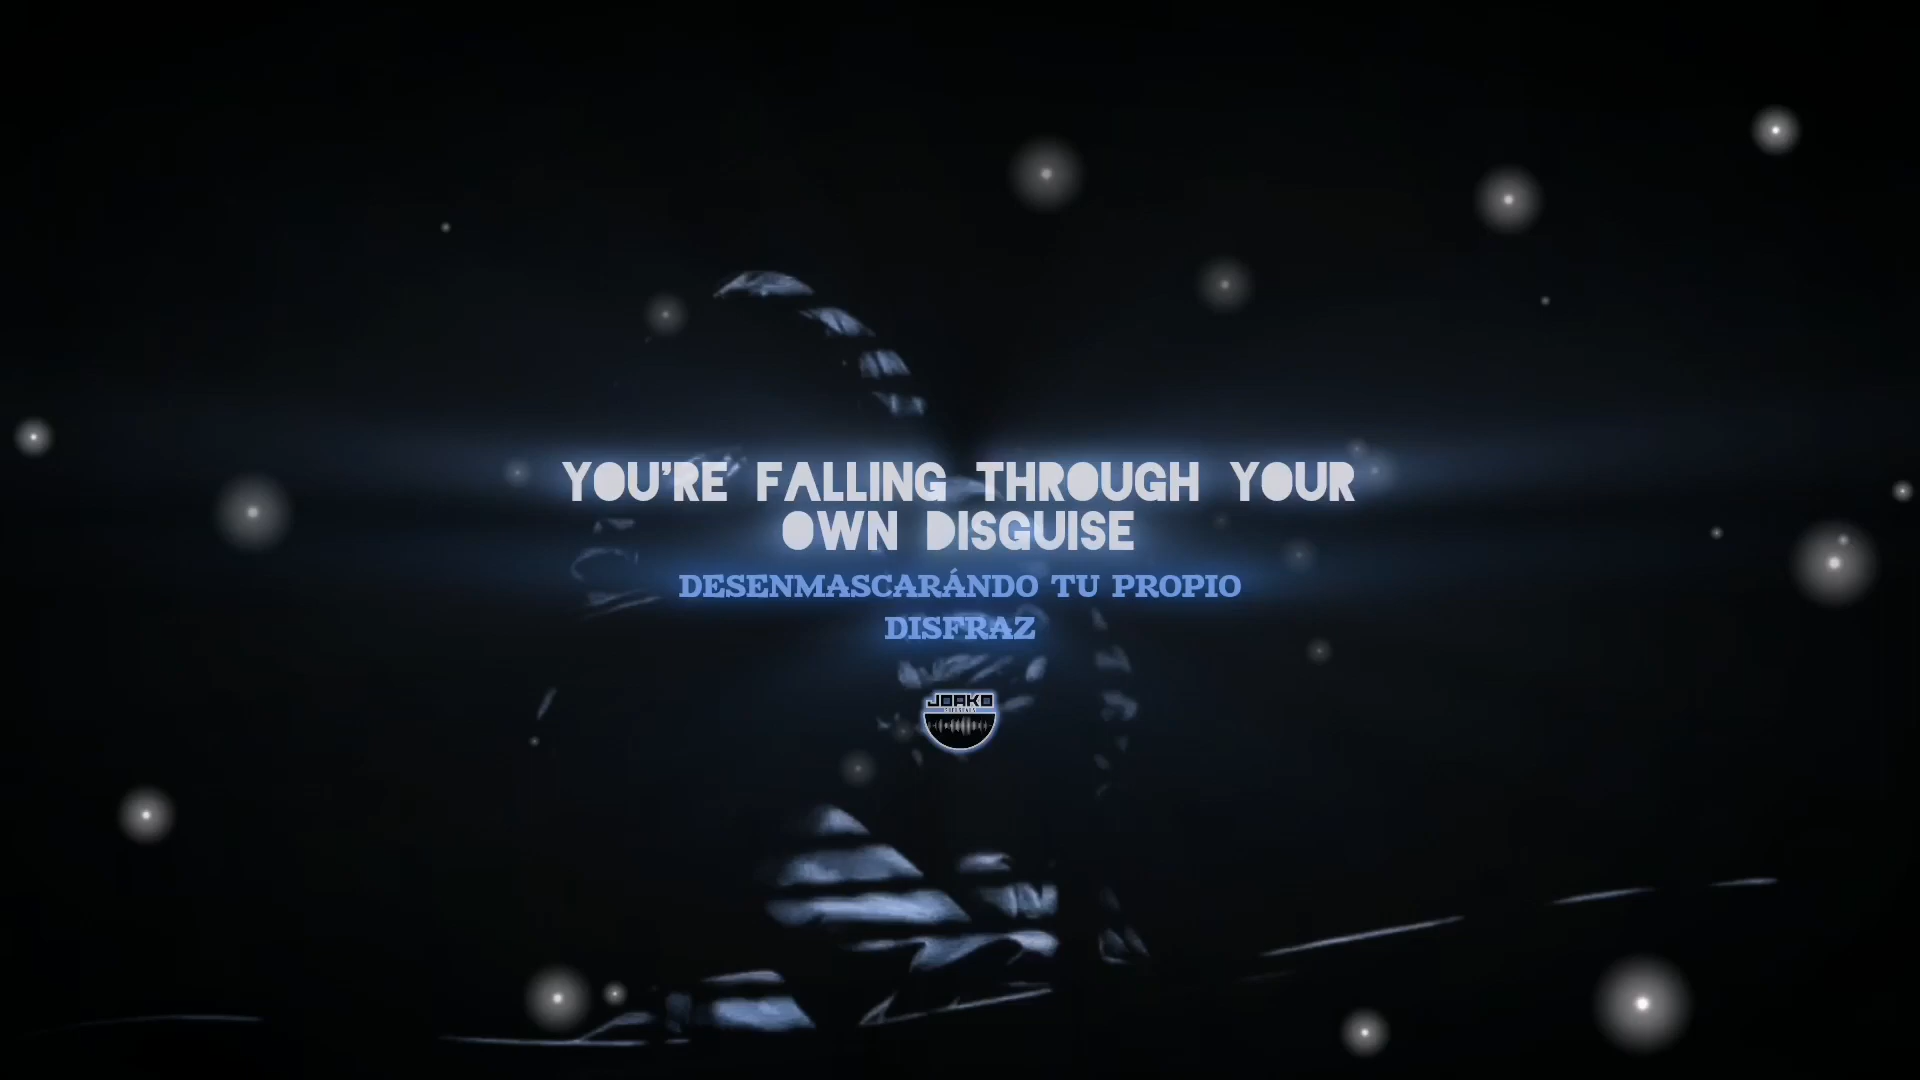 YOU'RE FALLING THROUGH YOUR
OWN DISGUISE
DESENMASCARÁNDO TU PROPIO
DISFRAZ
JOAKO